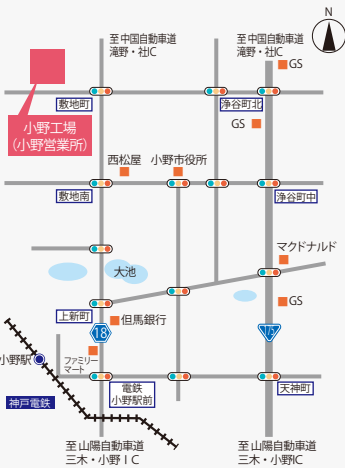 N
至中国自動車道
滝野・社IC
至中国自動車道
滝野・社IC
GS
敷地町
浄谷町北
小野工場
(小野営業所)
GS
西松屋
小野市役所
敷地南
浄谷町中
マクドナルド
大池
上新町
GS
18
但馬銀行
175
小野駅
ファミリー
マート
神戸電鉄
電鉄
小野駅前
天神町
至山陽自動車道
三木・小野IC
至山陽自動車道
三木・小野IC